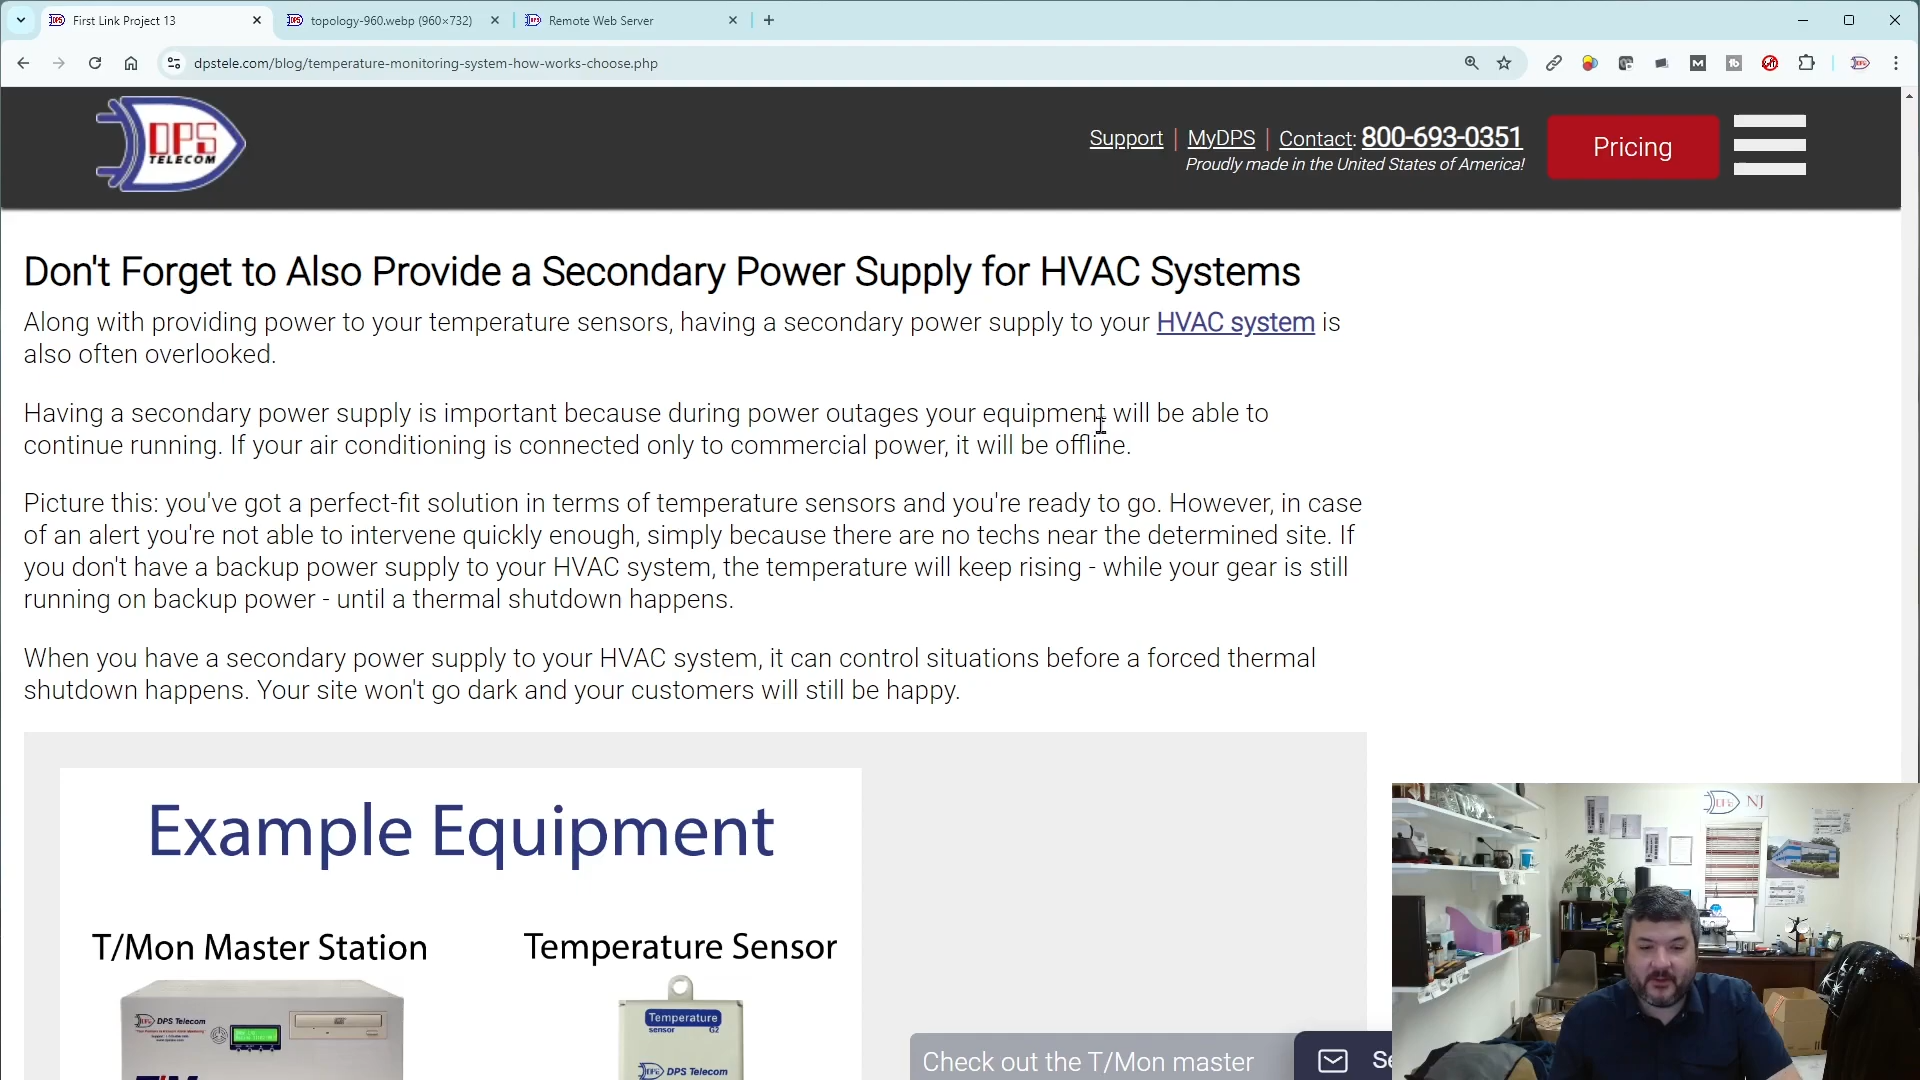 First Link Project 13
topology-960.webp (960×732)
Remote Web Server
dpstele.com/blog/temperature-monitoring-system-how-works-choose.php
DPS
TELECOM
Support | MyDPS | Contact: 800-693-0351
Proudly made in the United States of America!
Pricing
Don't Forget to Also Provide a Secondary Power Supply for HVAC Systems
Along with providing power to your temperature sensors, having a secondary power supply to your HVAC system is
also often overlooked.
Having a secondary power supply is important because during power outages your equipment will be able to
continue running. If your air conditioning is connected only to commercial power, it will be offline.
Picture this: you've got a perfect-fit solution in terms of temperature sensors and you're ready to go. However, in case
of an alert you're not able to intervene quickly enough, simply because there are no techs near the determined site. If
you don't have a backup power supply to your HVAC system, the temperature will keep rising - while your gear is still
running on backup power - until a thermal shutdown happens.
When you have a secondary power supply to your HVAC system, it can control situations before a forced thermal
shutdown happens. Your site won't go dark and your customers will still be happy.
Example Equipment
T/Mon Master Station
Temperature Sensor
DPS Telecom
Temperature
sensor G2
DPS Telecom
Check out the T/Mon master
DPS NJ